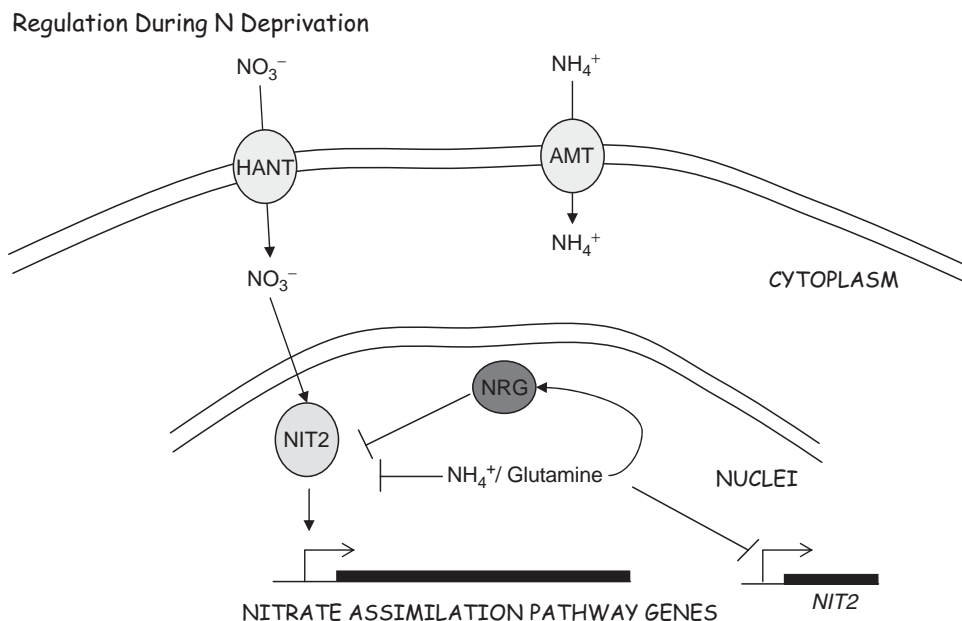 Regulation During N Deprivation
NO₃⁻
NH₄⁺
HANT
AMT
NO₃⁻
NH₄⁺
CYTOPLASM
NRG
NIT2
NH₄⁺/ Glutamine
NUCLEI
NITRATE ASSIMILATION PATHWAY GENES
NIT2